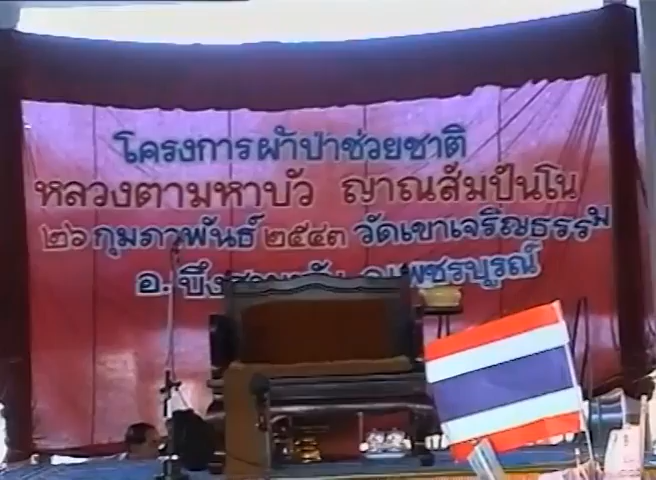 โครงการผ้าป่าช่วยชาติ
หลวงตามหาบัว ญาณสัมปันโน
๒๖ กุมภาพันธ์ ๒๕๔๓ วัดเขาเจริญธรรม
อ. บึง จ.เพชรบูรณ์